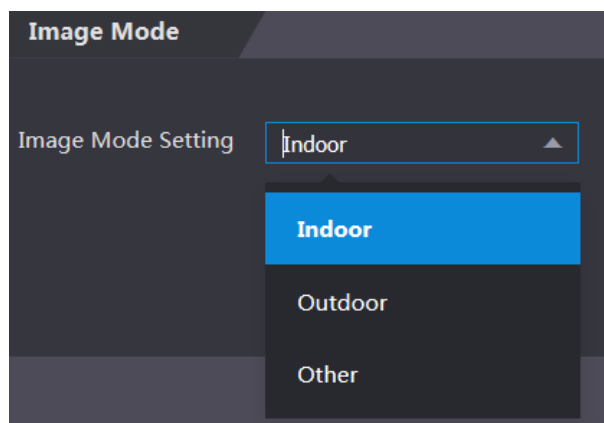 Image Mode
Image Mode Setting Indoor
Indoor
Outdoor
Other